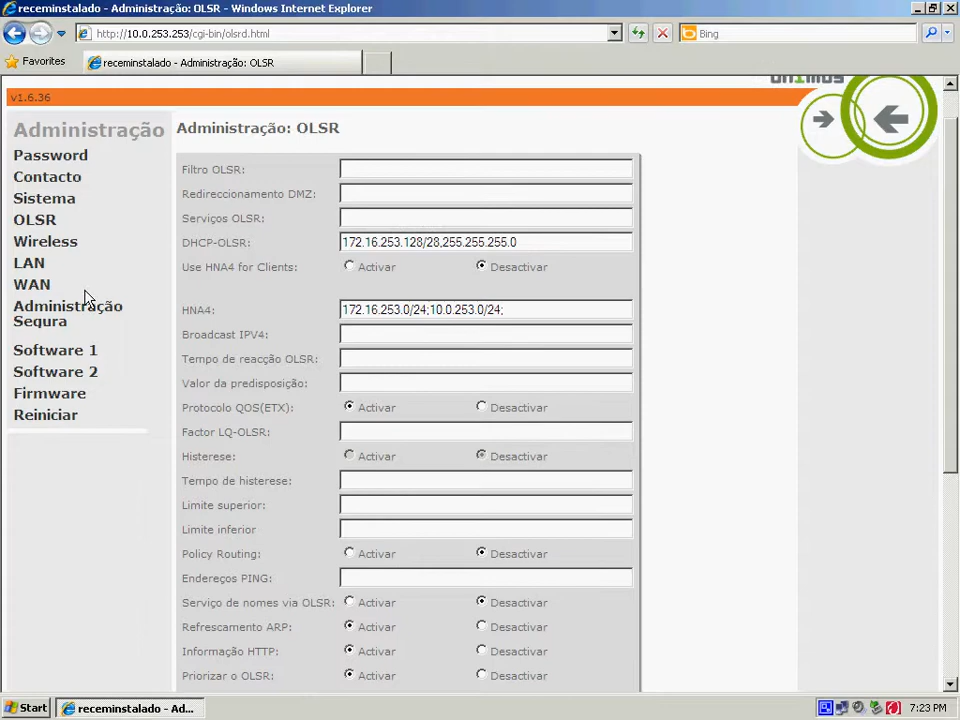 receminstalado - Administração: OLSR - Windows Internet Explorer
http://10.0.253.253/cgi-bin/olsrd.html
Bing
Favorites
receminstalado - Administração: OLSR
v1.6.36
Administração
Password
Contacto
Sistema
OLSR
Wireless
LAN
WAN
Administração
Segura
Software 1
Software 2
Firmware
Reiniciar
Administração: OLSR
Filtro OLSR:
Redireccionamento DMZ:
Serviços OLSR:
DHCP-OLSR: 172.16.253.128/28,255.255.255.0
Use HNA4 for Clients: Activar Desactivar
HNA4: 172.16.253.0/24;10.0.253.0/24;
Broadcast IPV4:
Tempo de reacção OLSR:
Valor da predisposição:
Protocolo QOS(ETX): Activar Desactivar
Factor LQ-OLSR:
Histerese: Activar Desactivar
Tempo de histerese:
Limite superior:
Limite inferior
Policy Routing: Activar Desactivar
Endereços PING:
Serviço de nomes via OLSR: Activar Desactivar
Refrescamento ARP: Activar Desactivar
Informação HTTP: Activar Desactivar
Priorizar o OLSR: Activar Desactivar
Start
receminstalado - Ad...
7:23 PM